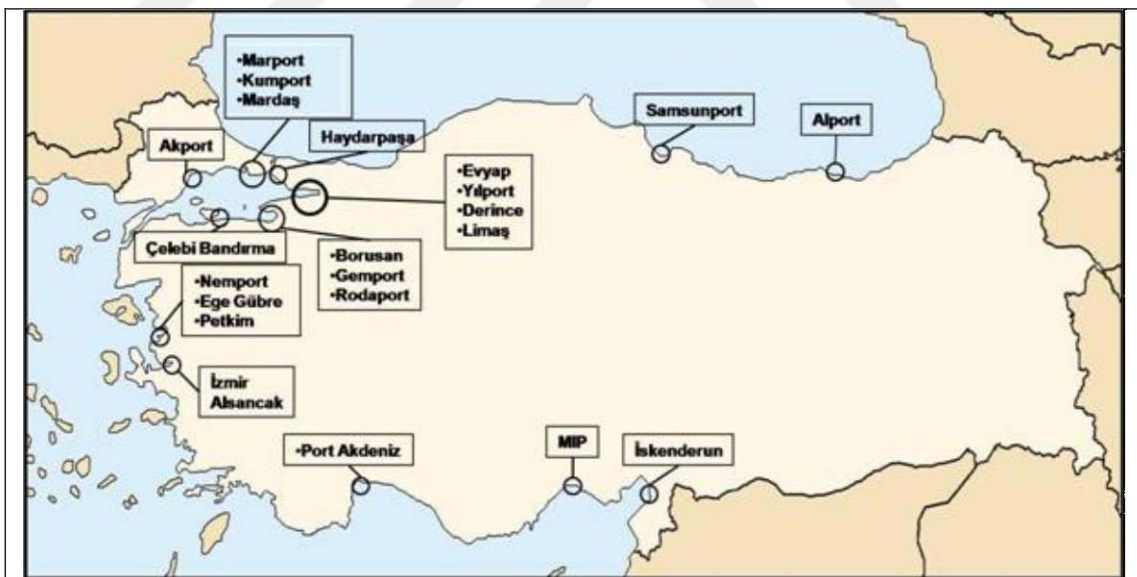 •Marport
•Kumport
•Mardaş
Haydarpaşa
Akport
Samsunport
Alport
•Evyap
•Yılport
•Derince
•Limaş
Çelebi Bandırma
•Borusan
•Gemport
•Rodaport
•Nemport
•Ege Gübre
•Petkim
İzmir
Alsancak
•Port Akdeniz
MIP
İskenderun